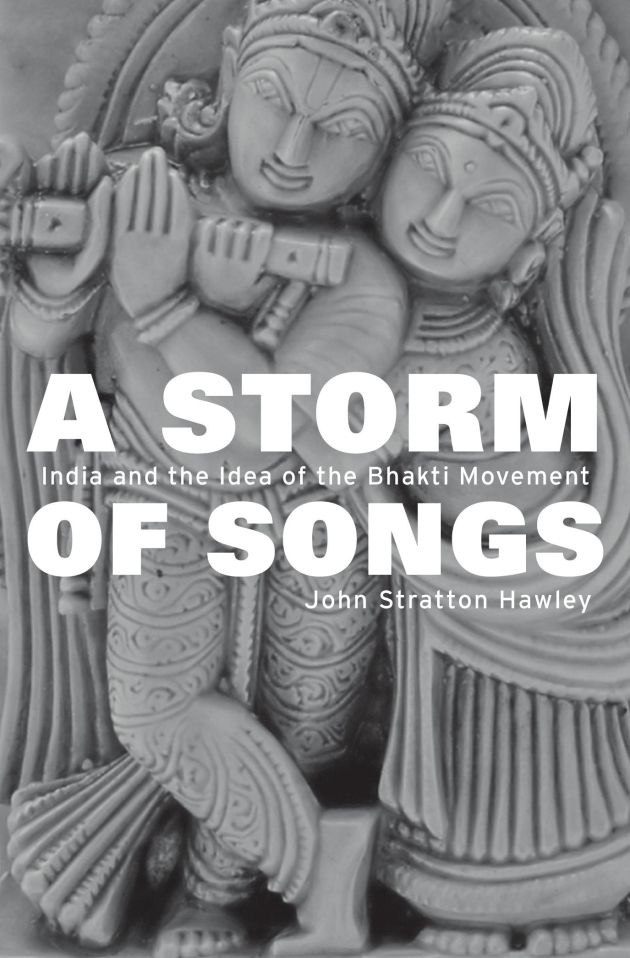 A STORM
India and the Idea of the Bhakti Movement
OF SONGS
John Stratton Hawley